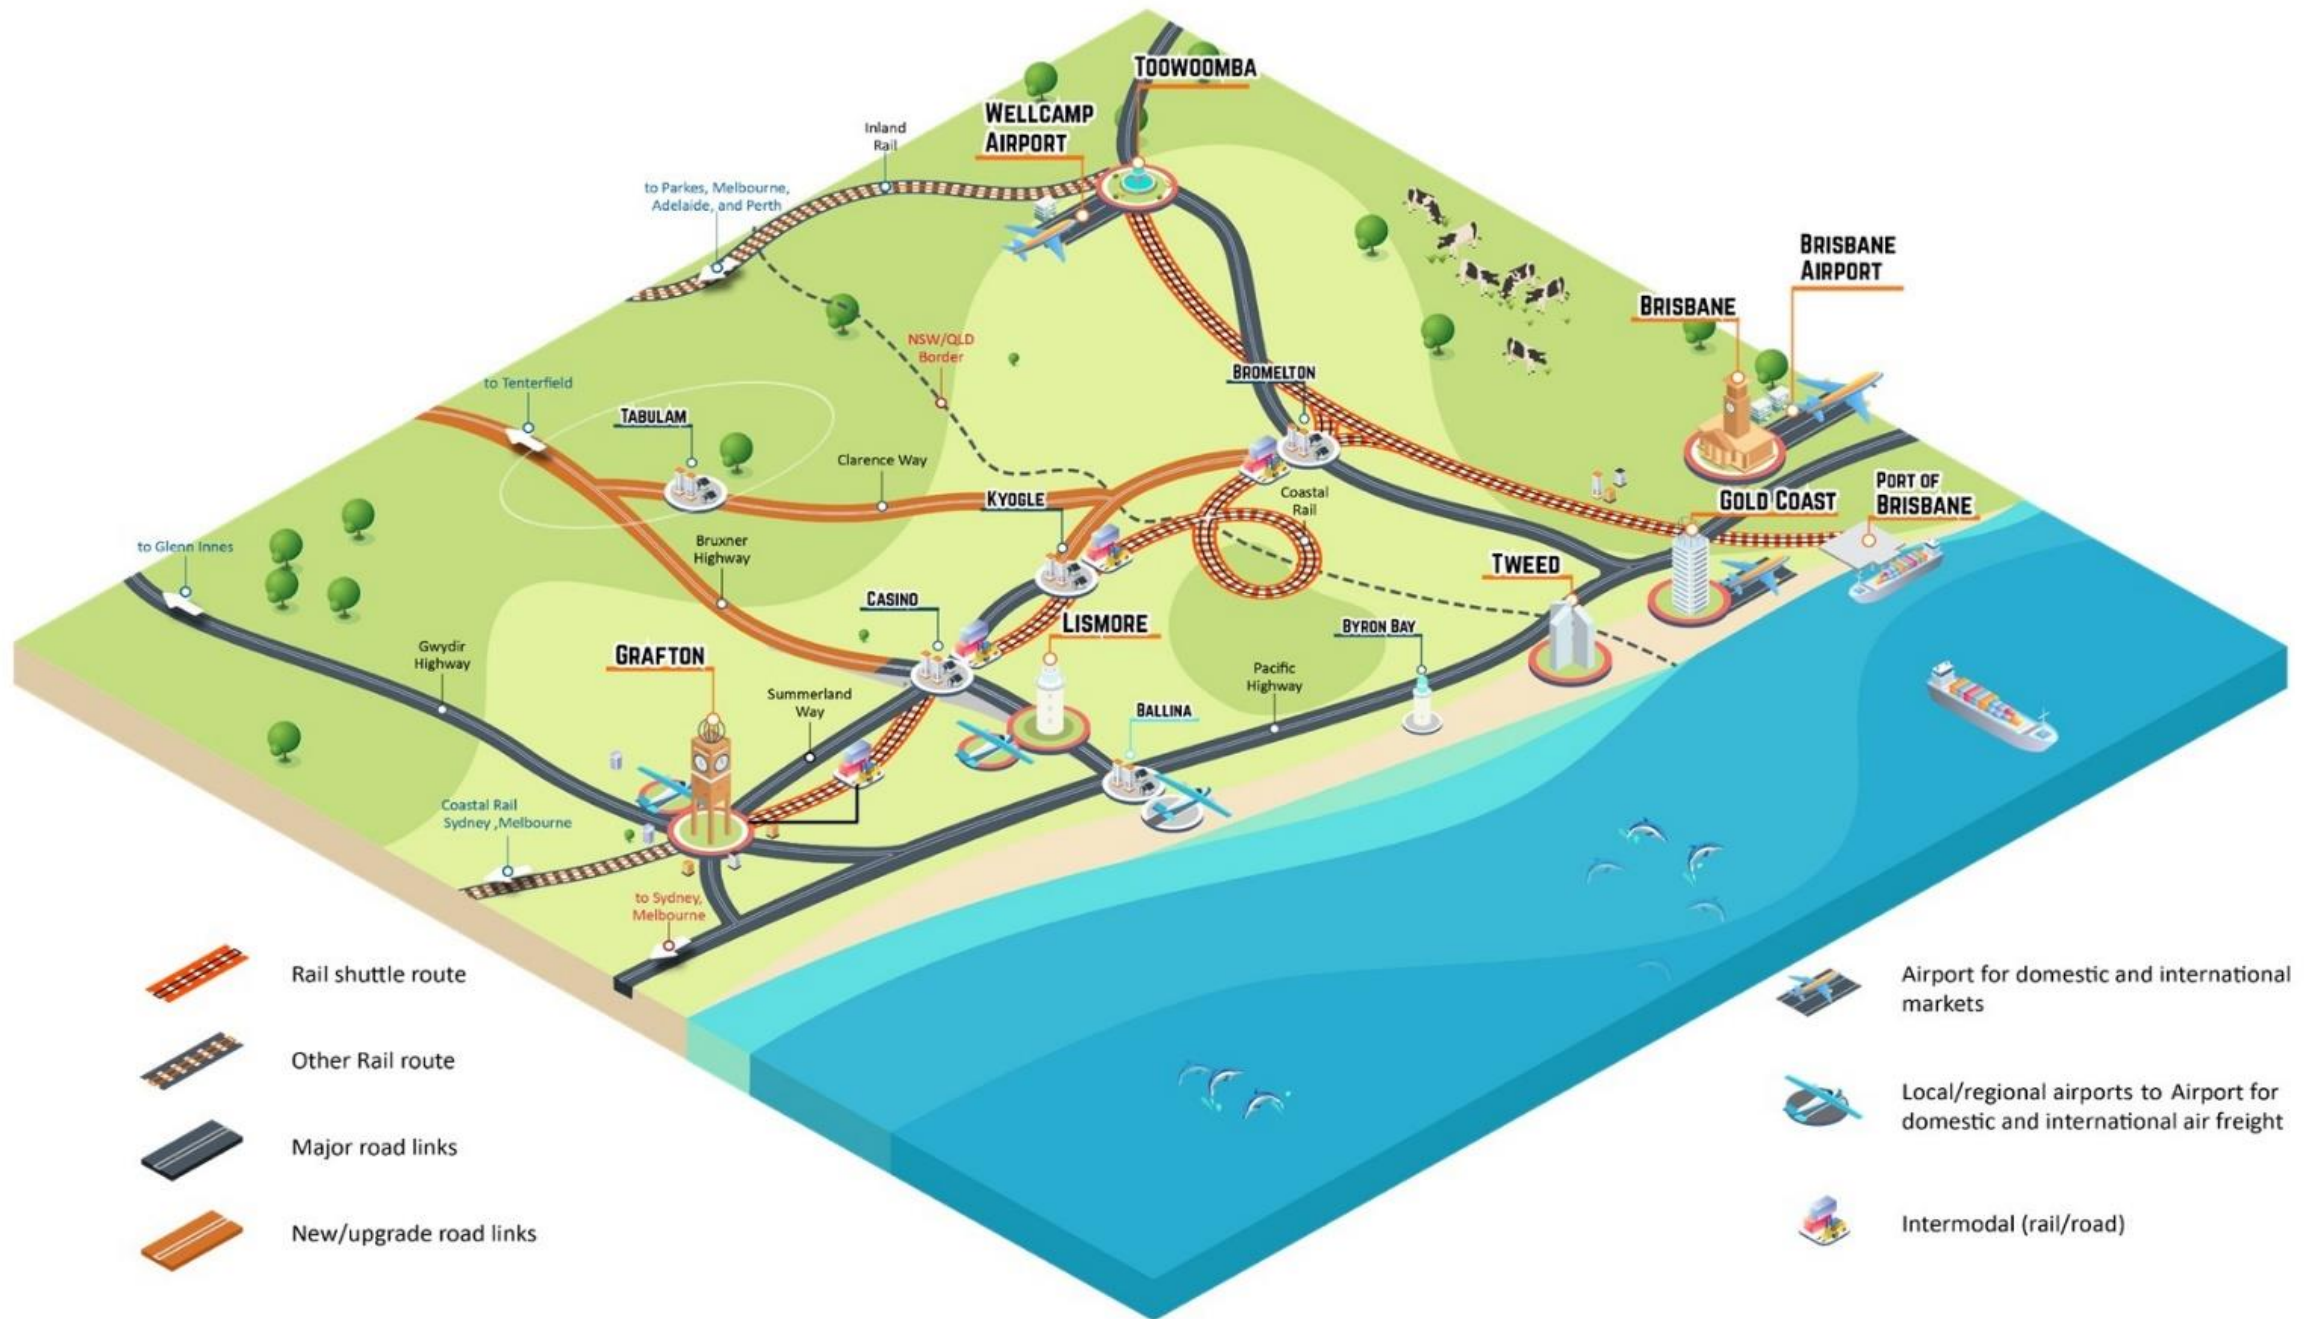 TOOWOOMBA
WELLCAMP
AIRPORT
Inland
Rail
to Parkes, Melbourne,
Adelaide, and Perth
BRISBANE
AIRPORT
BRISBANE
NSW/QLD
Border
BROMELTON
to Tenterfield
TABULAM
Clarence Way
KYOGLE
Coastal
Rail
GOLD COAST
PORT OF
BRISBANE
to Glenn Innes
Bruxner
Highway
TWEED
CASINO
LISMORE
BYRON BAY
GRAFTON
Gwydir
Highway
Summerland
Way
Pacific
Highway
BALLINA
Coastal Rail
Sydney ,Melbourne
to Sydney,
Melbourne
Rail shuttle route
Other Rail route
Major road links
New/upgrade road links
Airport for domestic and international
markets
Local/regional airports to Airport for
domestic and international air freight
Intermodal (rail/road)